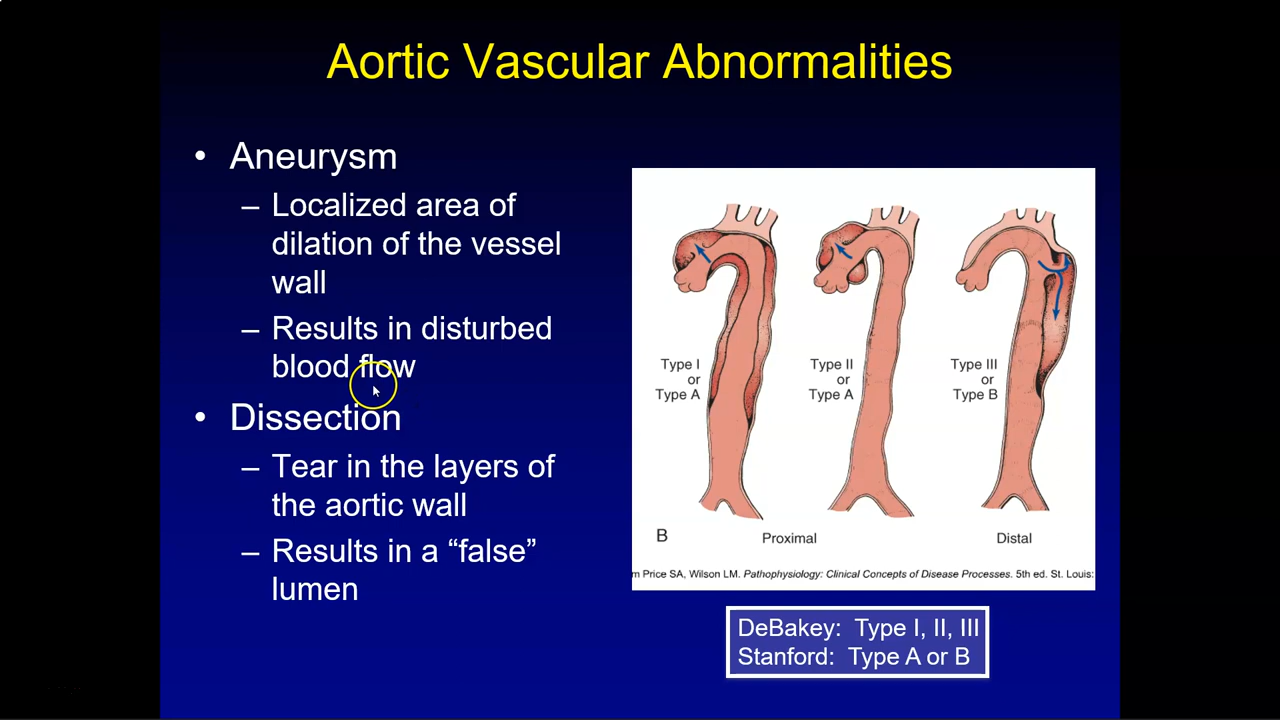 Aortic Vascular Abnormalities
• Aneurysm
– Localized area of
dilation of the vessel
wall
– Results in disturbed
blood flow
• Dissection
– Tear in the layers of
the aortic wall
– Results in a “false”
lumen
Type I
or
Type A
Type II
or
Type A
Type III
or
Type B
B
Proximal
Distal
m Price SA, Wilson LM. Pathophysiology: Clinical Concepts of Disease Processes. 5th ed. St. Louis:
DeBakey: Type I, II, III
Stanford: Type A or B